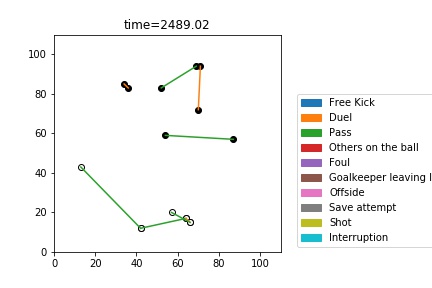 time=2489.02
100
80
60
40
20
0
0 20 40 60 80 100
Free Kick
Duel
Pass
Others on the ball
Foul
Goalkeeper leaving l
Offside
Save attempt
Shot
Interruption